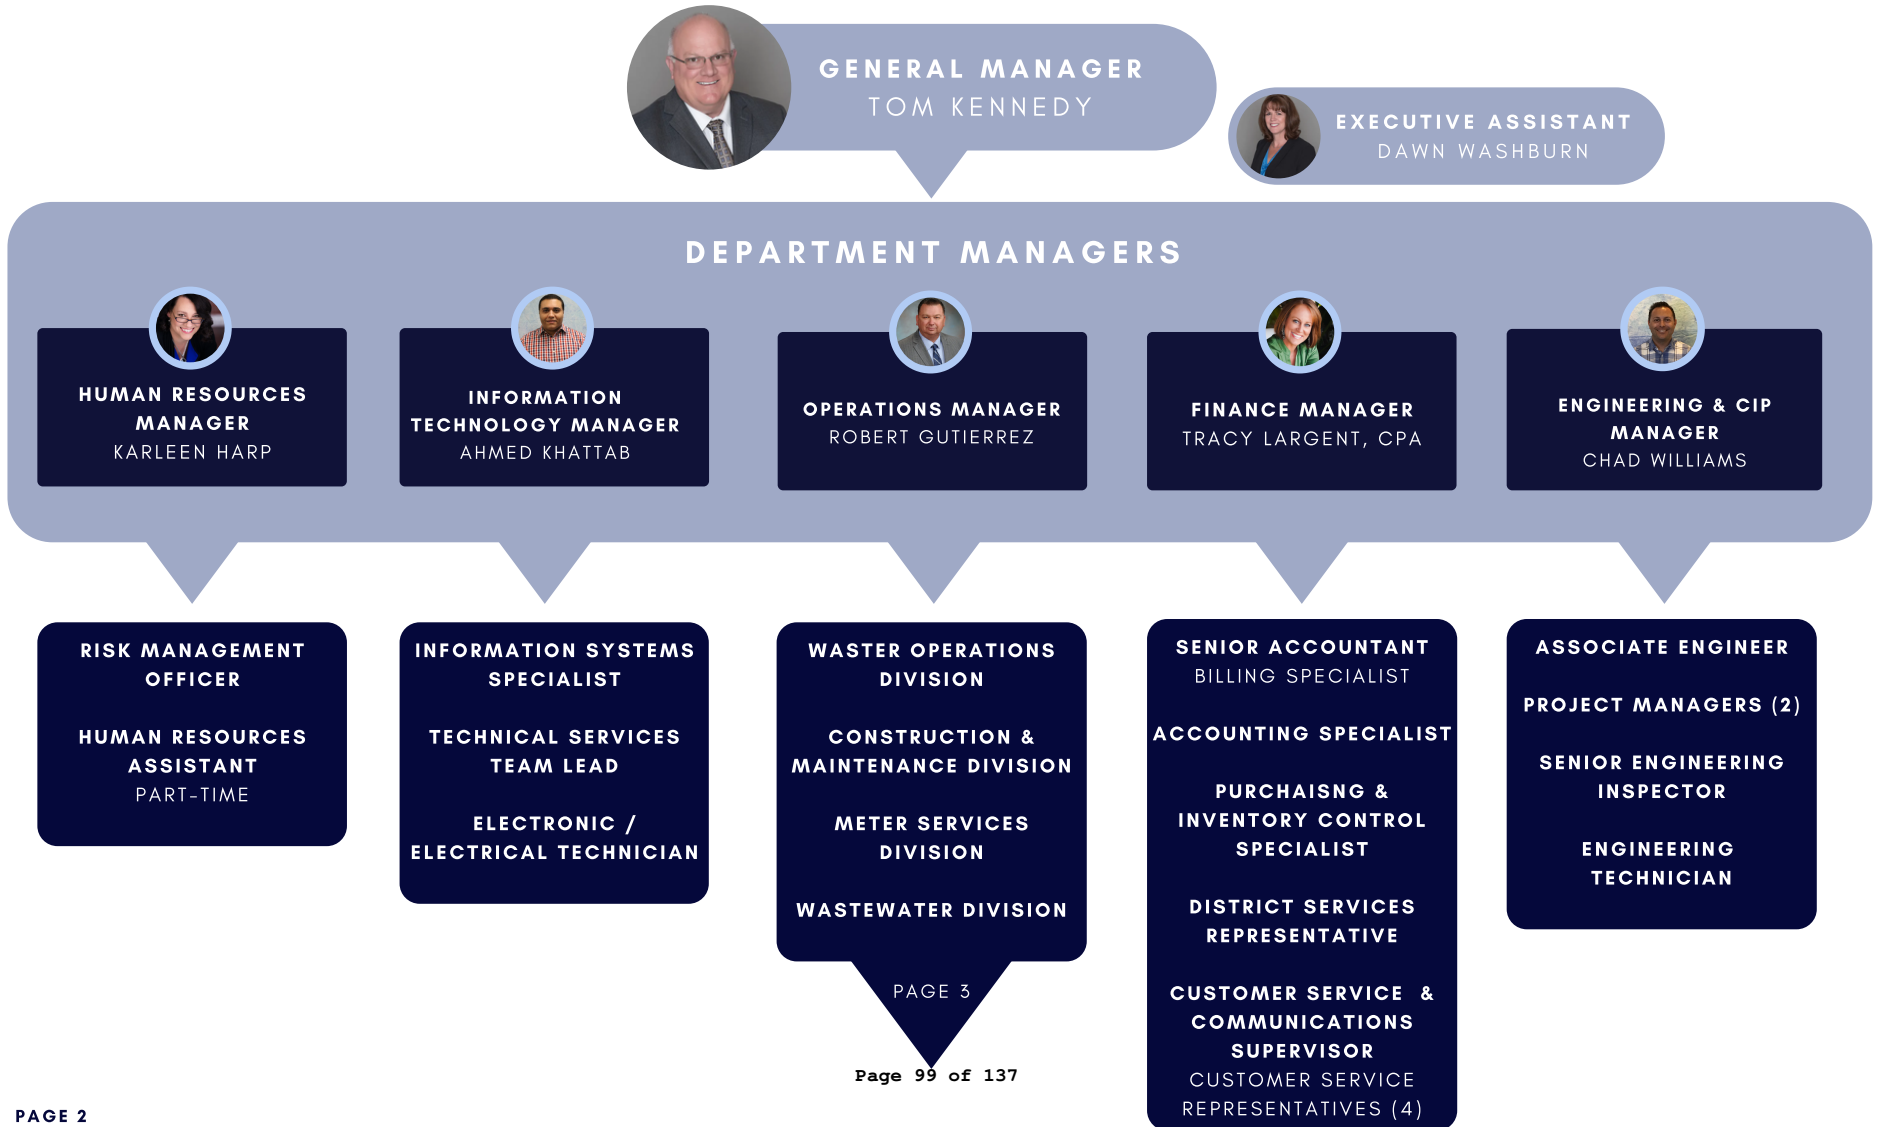 GENERAL MANAGER
TOM KENNEDY
EXECUTIVE ASSISTANT
DAWN WASHBURN
DEPARTMENT MANAGERS
HUMAN RESOURCES
MANAGER
KARLEEN HARP
INFORMATION
TECHNOLOGY MANAGER
AHMED KHATTAB
OPERATIONS MANAGER
ROBERT GUTIERREZ
FINANCE MANAGER
TRACY LARGENT, CPA
ENGINEERING & CIP
MANAGER
CHAD WILLIAMS
RISK MANAGEMENT
OFFICER
HUMAN RESOURCES
ASSISTANT
PART-TIME
INFORMATION SYSTEMS
SPECIALIST
TECHNICAL SERVICES
TEAM LEAD
ELECTRONIC /
ELECTRICAL TECHNICIAN
WASTER OPERATIONS
DIVISION
CONSTRUCTION &
MAINTENANCE DIVISION
METER SERVICES
DIVISION
WASTEWATER DIVISION
PAGE 3
SENIOR ACCOUNTANT
BILLING SPECIALIST
ACCOUNTING SPECIALIST
PURCHAISNG &
INVENTORY CONTROL
SPECIALIST
DISTRICT SERVICES
REPRESENTATIVE
CUSTOMER SERVICE &
COMMUNICATIONS
SUPERVISOR
CUSTOMER SERVICE
REPRESENTATIVES (4)
ASSOCIATE ENGINEER
PROJECT MANAGERS (2)
SENIOR ENGINEERING
INSPECTOR
ENGINEERING
TECHNICIAN
Page 99 of 137
PAGE 2